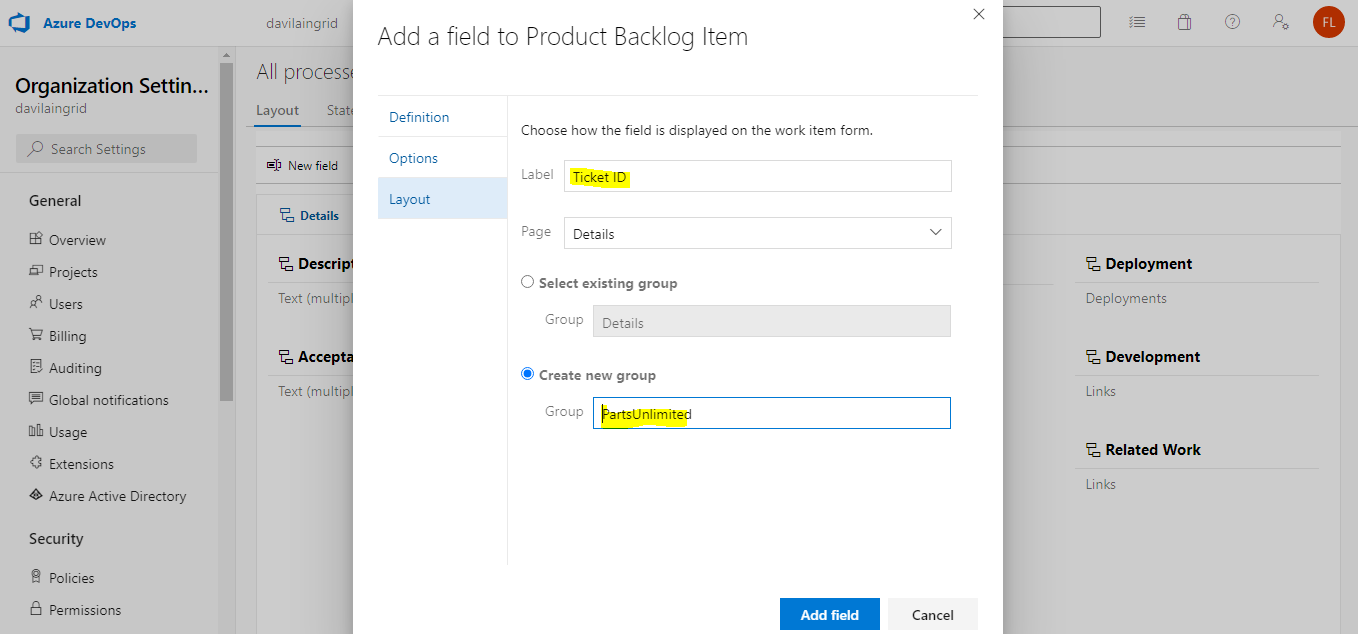 Azure DevOps
davilaingrid
FL
Organization Settin...
davilaingrid
Search Settings
General
Overview
Projects
Users
Billing
Auditing
Global notifications
Usage
Extensions
Azure Active Directory
Security
Policies
Permissions
All processe
Layout
State
New field
Details
Descript
Text (multipl
Accepta
Text (multipl
Add a field to Product Backlog Item
Definition
Options
Layout
Choose how the field is displayed on the work item form.
Label
Ticket ID
Page
Details
Select existing group
Group
Details
Create new group
Group
PartsUnlimited
Add field
Cancel
Deployment
Deployments
Development
Links
Related Work
Links